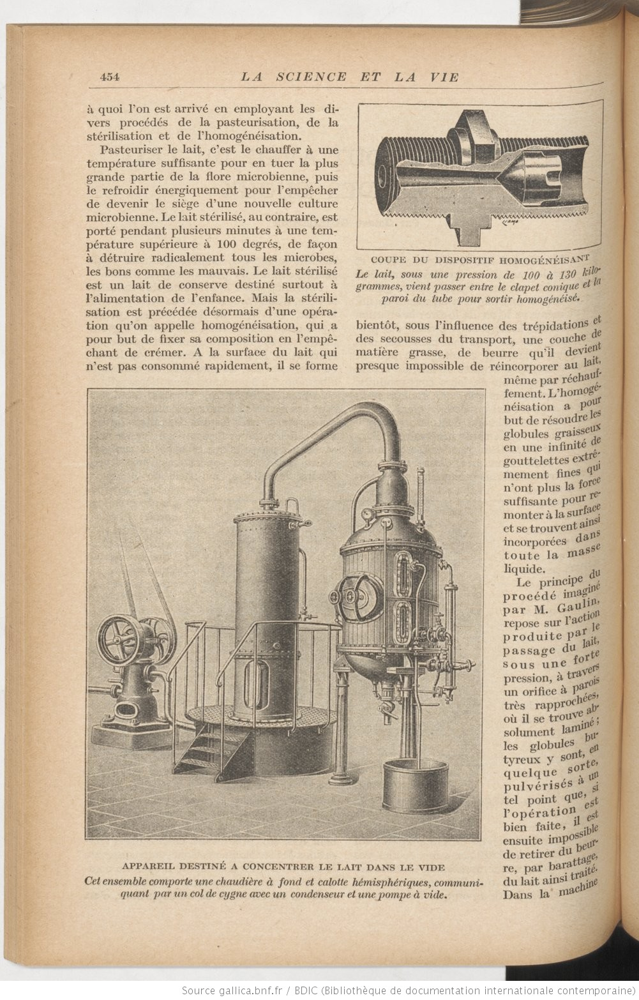 454
LA SCIENCE ET LA VIE
à quoi l'on est arrivé en employant les di-
vers procédés de la pasteurisation, de la
stérilisation et de l'homogénéisation.
Pasteuriser le lait, c'est le chauffer à une
température suffisante pour en tuer la plus
grande partie de la flore microbienne, puis
le refroidir énergiquement pour l'empêcher
de devenir le siège d'une nouvelle culture
microbienne. Le lait stérilisé, au contraire, est
porté pendant plusieurs minutes à une tem-
pérature supérieure à 100 degrés, de façon
à détruire radicalement tous les microbes,
les bons comme les mauvais. Le lait stérilisé
est un lait de conserve destiné surtout à
l'alimentation de l'enfance. Mais la stérili-
sation est précédée désormais d'une opéra-
tion qu'on appelle homogénéisation, qui a
pour but de fixer sa composition en l'empê-
chant de crémer. A la surface du lait qui
n'est pas consommé rapidement, il se forme
COUPE DU DISPOSITIF HOMOGÉNÉISANT
Le lait, sous une pression de 100 à 130 kilo-
grammes, vient passer entre le clapet conique et la
paroi du tube pour sortir homogénéisé.
bientôt, sous l'influence des trépidations et
des secousses du transport, une couche de
matière grasse, de beurre qu'il devient
presque impossible de réincorporer au lait,
même par réchauf-
fement. L'homogé-
néisation a pour
but de résoudre les
globules graisseux
en une infinité de
gouttelettes extrê-
mement fines qui
n'ont plus la force
suffisante pour re-
monter à la surface
et se trouvent ainsi
incorporées dans
toute la masse
liquide.
Le principe du
procédé imaginé
par M. Gaulin,
repose sur l'action
produite par le
passage du lait,
sous une forte
pression, à travers
un orifice à parois
très rapprochées,
où il se trouve ab-
solument laminé;
les globules bu-
tyreux y sont, en
quelque sorte,
pulvérisés à un
tel point que, si
l'opération est
bien faite, il est
ensuite impossible
de retirer du beur-
re, par barattage,
du lait ainsi traité.
Dans la machine
APPAREIL DESTINÉ A CONCENTRER LE LAIT DANS LE VIDE
Cet ensemble comporte une chaudière à fond et calotte hémisphériques, communi-
quant par un col de cygne avec un condenseur et une pompe à vide.
Source gallica.bnf.fr / BDIC (Bibliothèque de documentation internationale contemporaine)